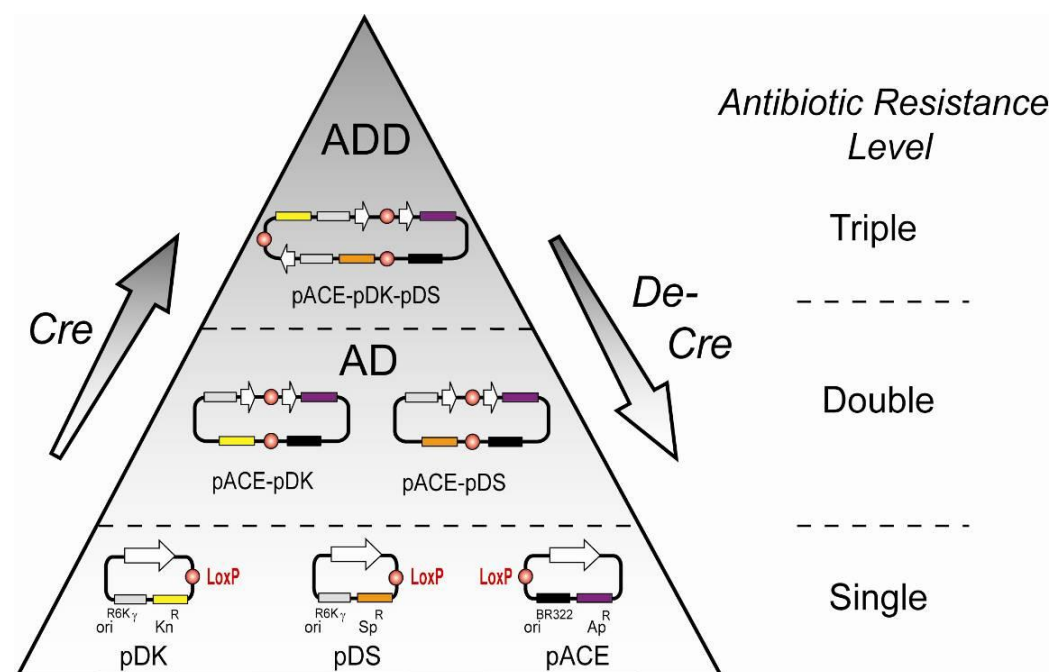 Antibiotic Resistance
Level
ADD
Triple
pACE-pDK-pDS
Cre
De-
Cre
AD
Double
pACE-pDK
pACE-pDS
LoxP
LoxP
LoxP
Single
ori R6Kγ Kn R
ori R6Kγ Sp R
ori BR322 Ap R
pDK
pDS
pACE